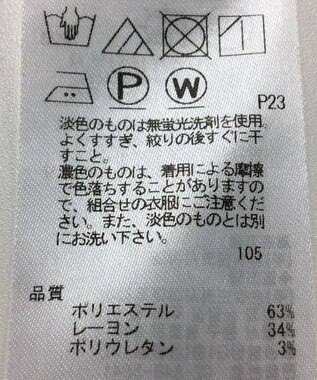 P W P23
淡色のものは無蛍光洗剤を使用。
よくすすぎ、絞りの後すぐに干
すこと。
濃色のものは、着用による摩擦
で色落ちすることがありますの
で、組合せの衣服にご注意くだ
さい。また、淡色のものとは別
にお洗い下さい。
105
品質
ポリエステル 63%
レーヨン 34%
ポリウレタン 3%